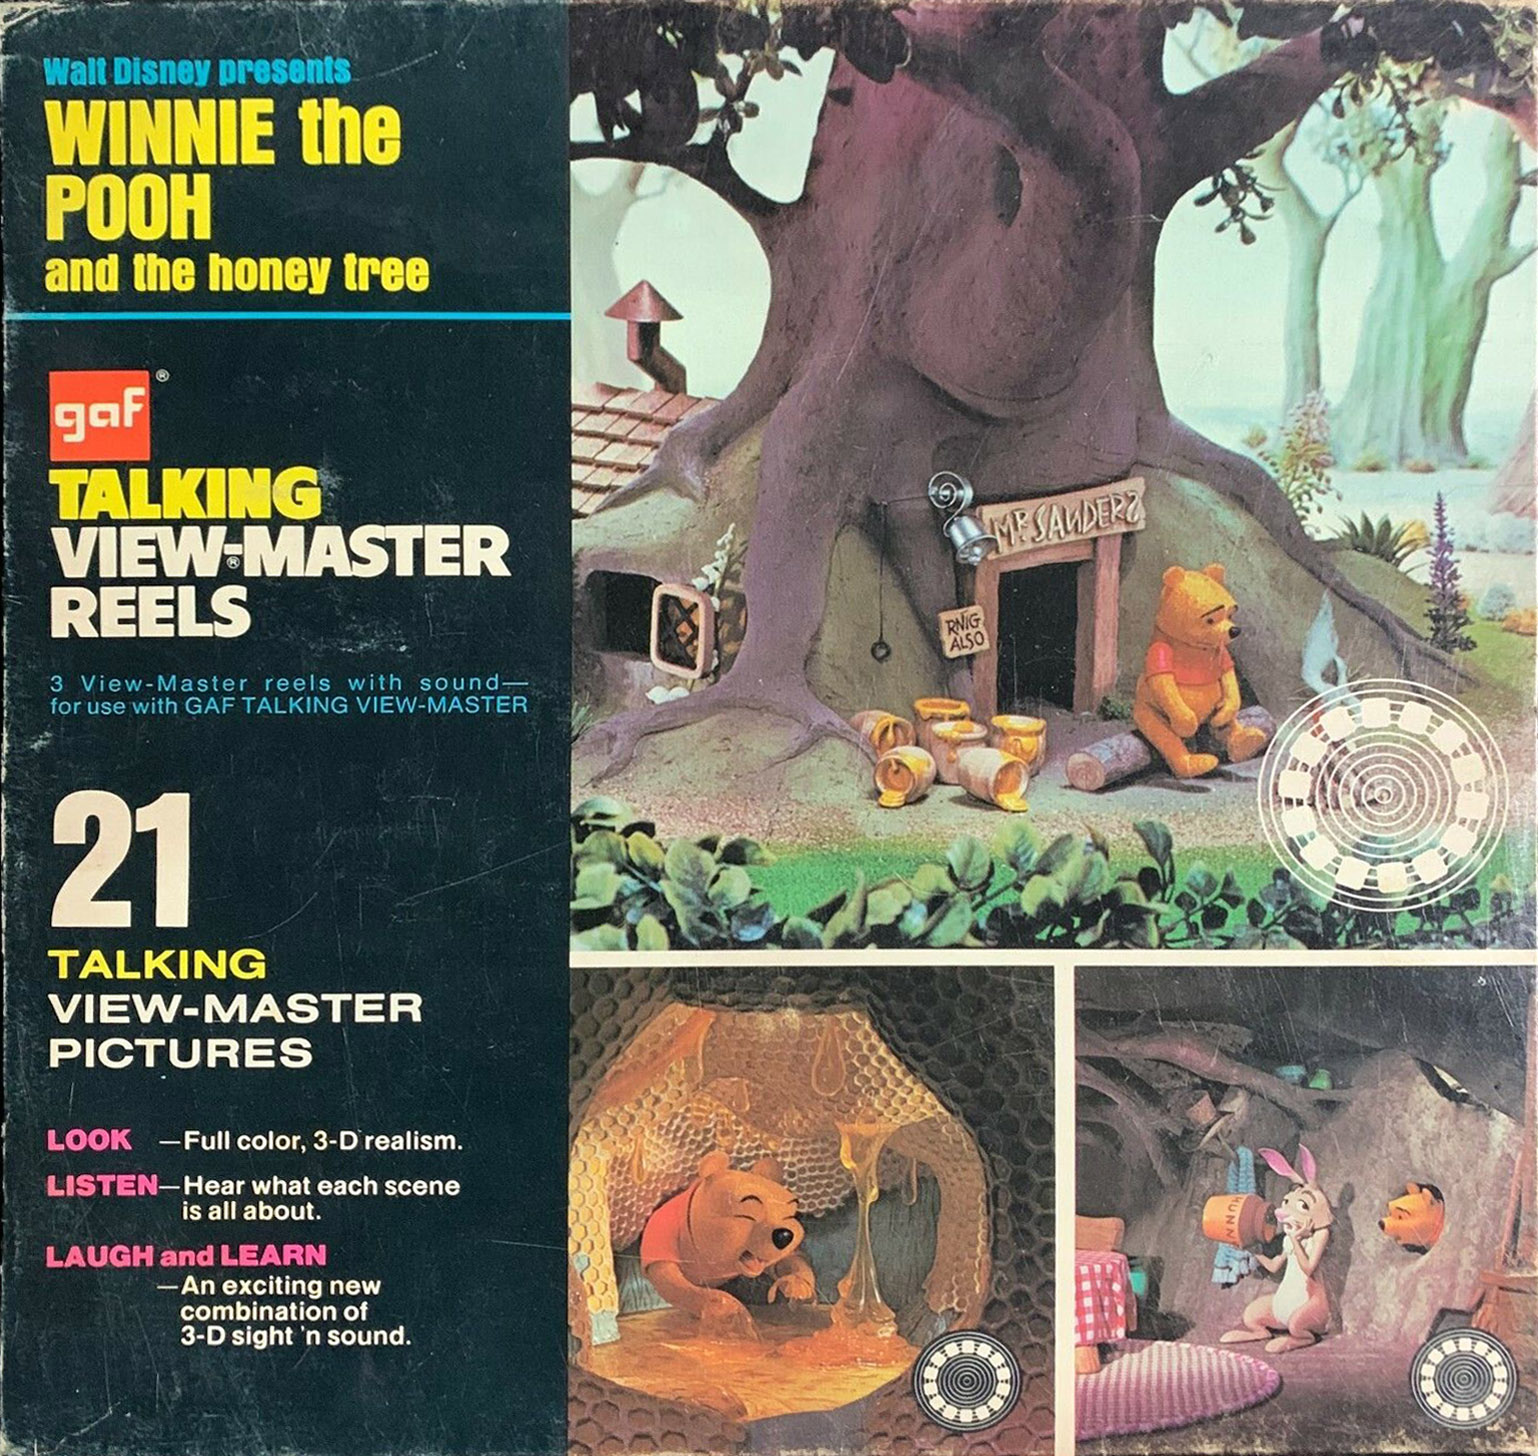 Walt Disney presents
WINNIE the
POOH
and the honey tree
gaf®
TALKING
VIEW-MASTER®
REELS
3 View-Master reels with sound—
for use with GAF TALKING VIEW-MASTER
21
TALKING
VIEW-MASTER
PICTURES
LOOK —Full color, 3-D realism.
LISTEN—Hear what each scene
is all about.
LAUGH and LEARN
—An exciting new
combination of
3-D sight 'n sound.
MR. SANDERS
RNIG
ALSO
HUNN